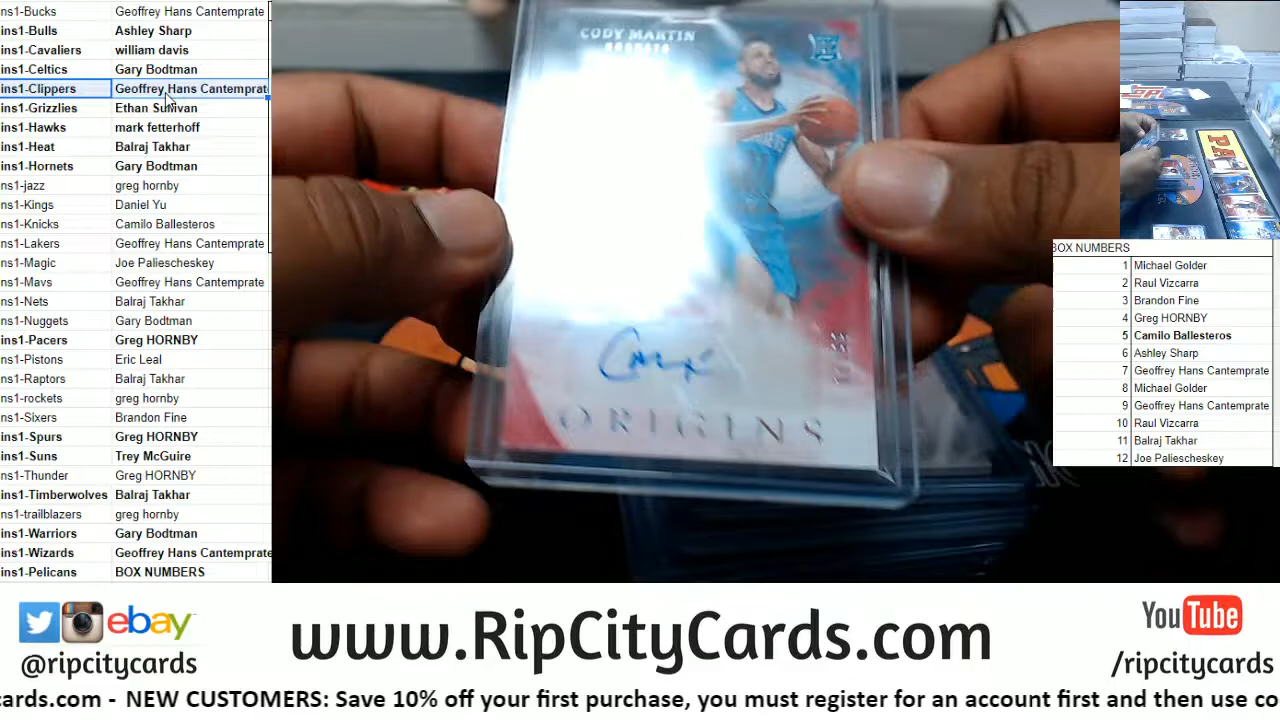 ins1-Bucks Geoffrey Hans Cantemprate
ins1-Bulls Ashley Sharp
ins1-Cavaliers william davis
ins1-Celtics Gary Bodtman
ins1-Clippers Geoffrey Hans Cantemprat
ins1-Grizzlies Ethan Sullivan
ins1-Hawks mark fetterhoff
ins1-Heat Balraj Takhar
ins1-Hornets Gary Bodtman
ns1-jazz greg hornby
ns1-Kings Daniel Yu
ns1-Knicks Camilo Ballesteros
ns1-Lakers Geoffrey Hans Cantemprate
ns1-Magic Joe Paliescheskey
ns1-Mavs Geoffrey Hans Cantemprate
ns1-Nets Balraj Takhar
ns1-Nuggets Gary Bodtman
ins1-Pacers Greg HORNBY
ns1-Pistons Eric Leal
ns1-Raptors Balraj Takhar
ns1-rockets greg hornby
ns1-Sixers Brandon Fine
ins1-Spurs Greg HORNBY
ins1-Suns Trey McGuire
ns1-Thunder Greg HORNBY
ins1-Timberwolves Balraj Takhar
ns1-trailblazers greg hornby
ins1-Warriors Gary Bodtman
ins1-Wizards Geoffrey Hans Cantemprate
ins1-Pelicans BOX NUMBERS
CODY MARTIN
ORIGINS
PA
BOX NUMBERS
1 Michael Golder
2 Raul Vizcarra
3 Brandon Fine
4 Greg HORNBY
5 Camilo Ballesteros
6 Ashley Sharp
7 Geoffrey Hans Cantemprate
8 Michael Golder
9 Geoffrey Hans Cantemprate
10 Raul Vizcarra
11 Balraj Takhar
12 Joe Paliescheskey
ebay
@ripcitycards
www.RipCityCards.com
YouTube
/ripcitycards
cards.com - NEW CUSTOMERS: Save 10% off your first purchase, you must register for an account first and then use co